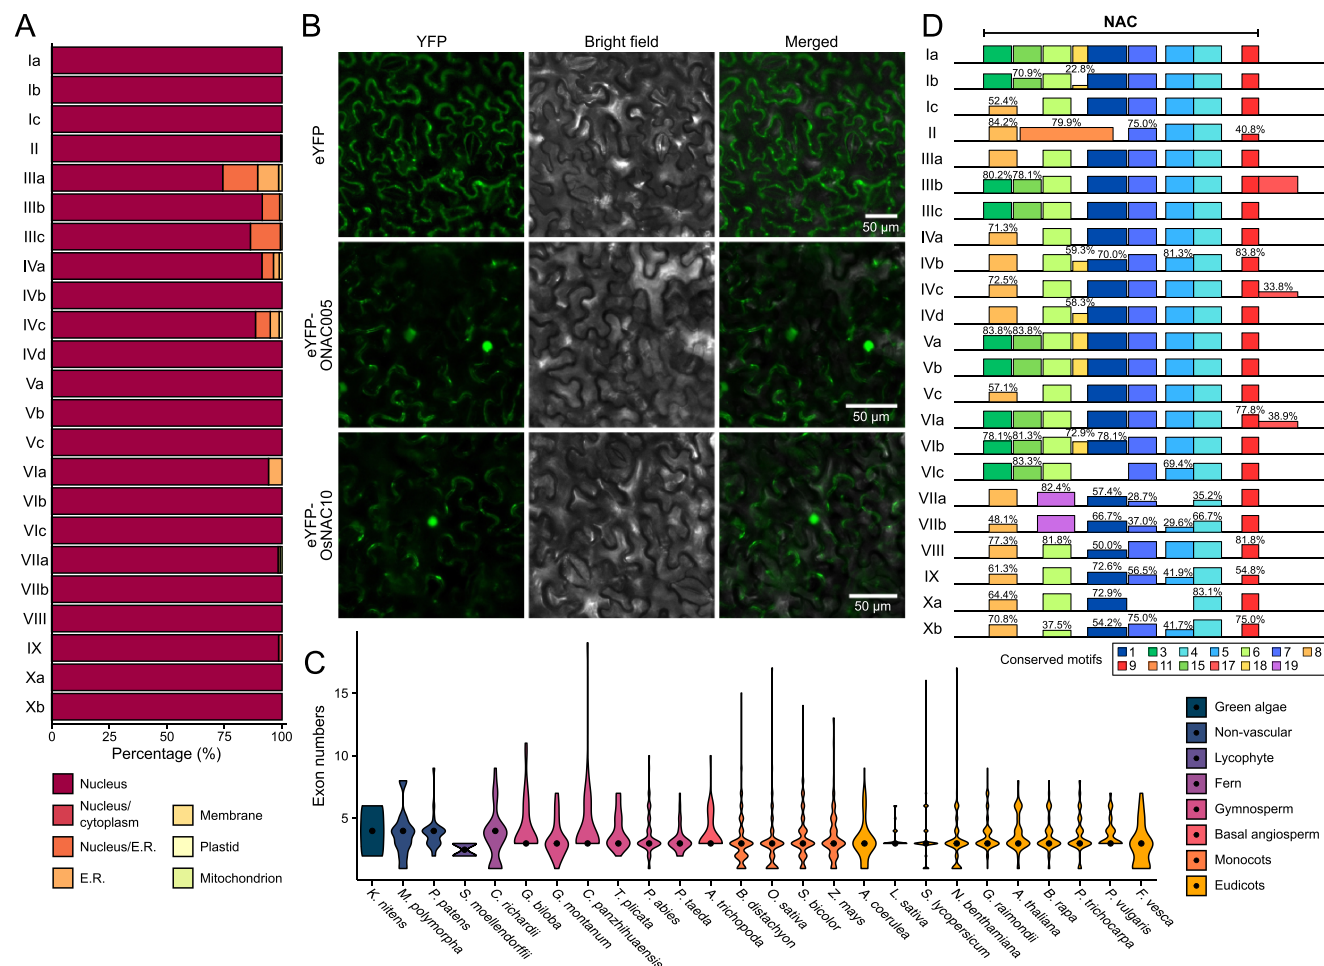 A
Ia
Ib
Ic
II
IIIa
IIIb
IIIc
IVa
IVb
IVc
IVd
Va
Vb
Vc
VIa
VIb
VIc
VIIa
VIIb
VIII
IX
Xa
Xb
0 25 50 75 100
Percentage (%)
Nucleus
Nucleus/
cytoplasm
Nucleus/E.R.
E.R.
Membrane
Plastid
Mitochondrion
B
YFP Bright field Merged
eYFP
50 µm
eYFP-
ONAC005
50 µm
eYFP-
OsNAC10
50 µm
C
Exon numbers
15
10
5
K. nitens
M. polymorpha
P. patens
S. moellendorffii
C. richardii
G. biloba
G. montanum
C. panzhihuaensis
T. plicata
P. abies
P. taeda
A. trichopoda
B. distachyon
O. sativa
S. bicolor
Z. mays
A. coerulea
L. sativa
S. lycopersicum
N. benthamiana
G. raimondii
A. thaliana
B. rapa
P. trichocarpa
P. vulgaris
F. vesca
Green algae
Non-vascular
Lycophyte
Fern
Gymnosperm
Basal angiosperm
Monocots
Eudicots
D
NAC
Ia
Ib 70.9% 22.8%
Ic 52.4%
II 84.2% 79.9% 75.0% 40.8%
IIIa
IIIb 80.2% 78.1%
IIIc
IVa 71.3%
IVb 59.3% 70.0% 81.3% 83.8%
IVc 72.5% 33.8%
IVd 58.3%
Va 83.8% 83.8%
Vb
Vc 57.1%
VIa 77.8% 38.9%
VIb 78.1% 81.3% 72.9% 78.1%
VIc 83.3% 69.4%
VIIa 82.4% 57.4% 28.7% 35.2%
VIIb 48.1% 66.7% 37.0% 29.6% 66.7%
VIII 77.3% 81.8% 50.0% 81.8%
IX 61.3% 72.6% 56.5% 41.9% 54.8%
Xa 64.4% 72.9% 83.1%
Xb 70.8% 37.5% 54.2% 75.0% 41.7% 75.0%
Conserved motifs
1 3 4 5 6 7 8
9 11 15 17 18 19